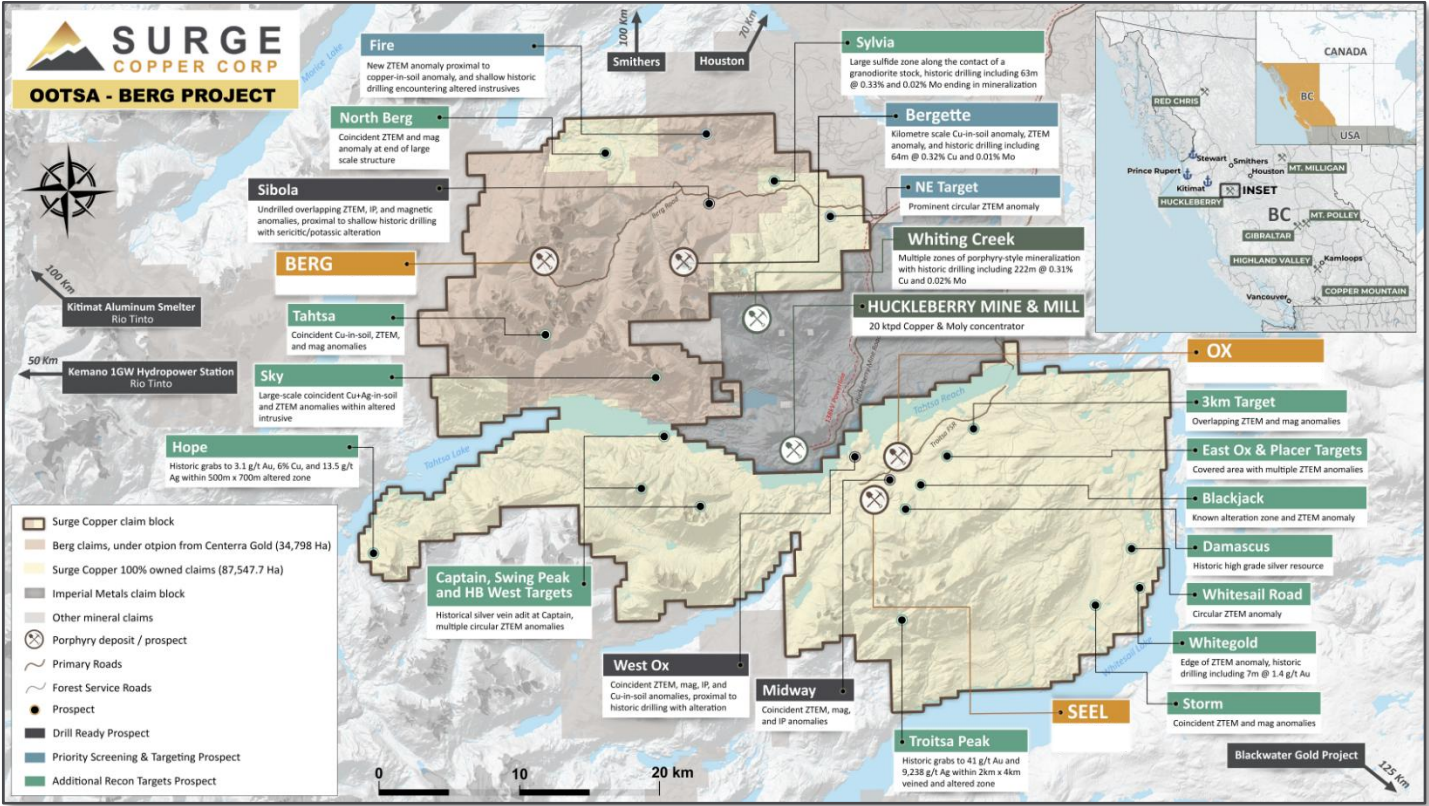 SURGE
COPPER CORP
OOTSA - BERG PROJECT
Morice Lake
100 Km
Smithers
70 Km
Houston
Fire
New ZTEM anomaly proximal to
copper-in-soil anomaly, and shallow historic
drilling encountering altered intrusives
North Berg
Coincident ZTEM and mag
anomaly at end of large
scale structure
Sibola
Undrilled overlapping ZTEM, IP, and magnetic
anomalies, proximal to shallow historic drilling
with sericitic/potassic alteration
BERG
Tahtsa
Coincident Cu-in-soil, ZTEM,
and mag anomalies
Sky
Large-scale coincident Cu+Ag-in-soil
and ZTEM anomalies within altered
intrusive
Hope
Historic grabs to 3.1 g/t Au, 6% Cu, and 13.5 g/t
Ag within 500m x 700m altered zone
100 Km
Kitimat Aluminum Smelter
Rio Tinto
50 Km
Kemano 1GW Hydropower Station
Rio Tinto
Sylvia
Large sulfide zone along the contact of a
granodiorite stock, historic drilling including 63m
@ 0.33% and 0.02% Mo ending in mineralization
Bergette
Kilometre scale Cu-in-soil anomaly, ZTEM
anomaly, and historic drilling including
64m @ 0.32% Cu and 0.01% Mo
NE Target
Prominent circular ZTEM anomaly
Whiting Creek
Multiple zones of porphyry-style mineralization
with historic drilling including 222m @ 0.31%
Cu and 0.02% Mo
HUCKLEBERRY MINE & MILL
20 ktpd Copper & Moly concentrator
Berg Road
138kV Powerline
Huckleberry Mine Road
Tahtsa Reach
Troitsa FSR
Tahtsa Lake
Whitesail Lake
CANADA
BC
USA
RED CHRIS
Stewart
Smithers
Houston
MT. MILLIGAN
Prince Rupert
Kitimat
INSET
HUCKLEBERRY
BC
MT. POLLEY
GIBRALTAR
HIGHLAND VALLEY
Kamloops
COPPER MOUNTAIN
Vancouver
OX
3km Target
Overlapping ZTEM and mag anomalies
East Ox & Placer Targets
Covered area with multiple ZTEM anomalies
Blackjack
Known alteration zone and ZTEM anomaly
Damascus
Historic high grade silver resource
Whitesail Road
Circular ZTEM anomaly
Whitegold
Edge of ZTEM anomaly, historic
drilling including 7m @ 1.4 g/t Au
Storm
Coincident ZTEM and mag anomalies
SEEL
Captain, Swing Peak
and HB West Targets
Historical silver vein adit at Captain,
multiple circular ZTEM anomalies
West Ox
Coincident ZTEM, mag, IP, and
Cu-in-soil anomalies, proximal to
historic drilling with alteration
Midway
Coincident ZTEM, mag,
and IP anomalies
Troitsa Peak
Historic grabs to 41 g/t Au and
9,238 g/t Ag within 2km x 4km
veined and altered zone
Blackwater Gold Project
125 Km
Surge Copper claim block
Berg claims, under otpion from Centerra Gold (34,798 Ha)
Surge Copper 100% owned claims (87,547.7 Ha)
Imperial Metals claim block
Other mineral claims
Porphyry deposit / prospect
Primary Roads
Forest Service Roads
Prospect
Drill Ready Prospect
Priority Screening & Targeting Prospect
Additional Recon Targets Prospect
0 10 20 km